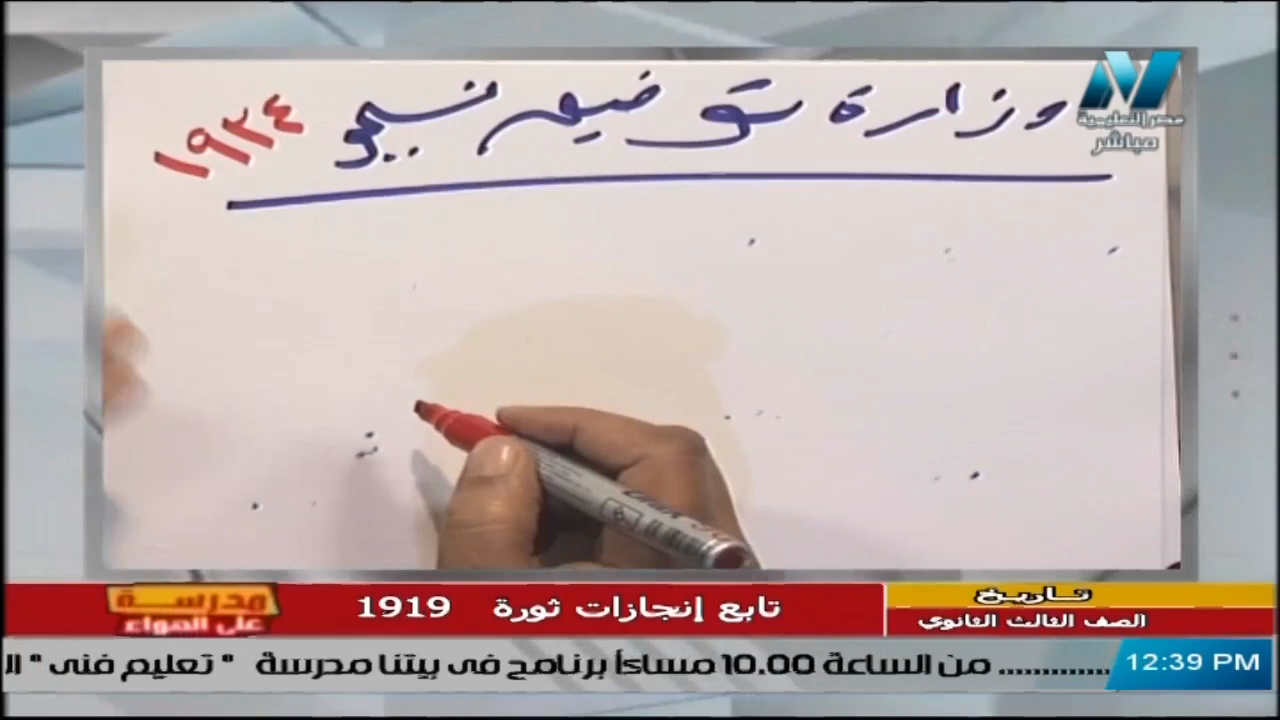 وزارة توفيق نسيم ١٩٢٤
مصر التعليمية
مباشر
تاريخ
الصف الثالث الثانوي
تابع إنجازات ثورة 1919
مدرسة
على الهواء
12:39 PM
............ من الساعة 10.00 مساءاً برنامج فى بيتنا مدرسة " تعليم فنى "